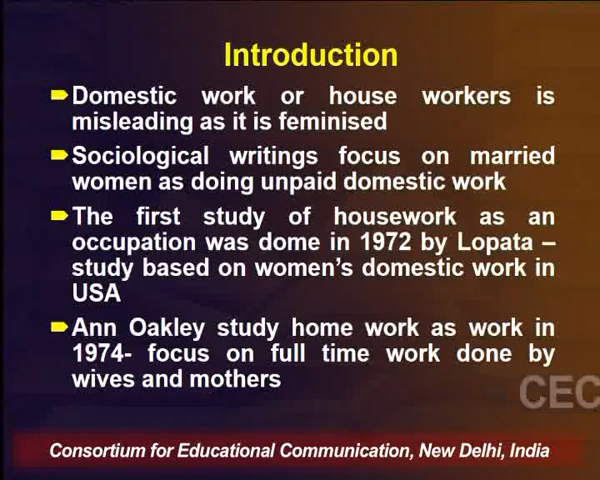 Introduction
Domestic work or house workers is
misleading as it is feminised
Sociological writings focus on married
women as doing unpaid domestic work
The first study of housework as an
occupation was dome in 1972 by Lopata –
study based on women's domestic work in
USA
Ann Oakley study home work as work in
1974- focus on full time work done by
wives and mothers
CEC
Consortium for Educational Communication, New Delhi, India